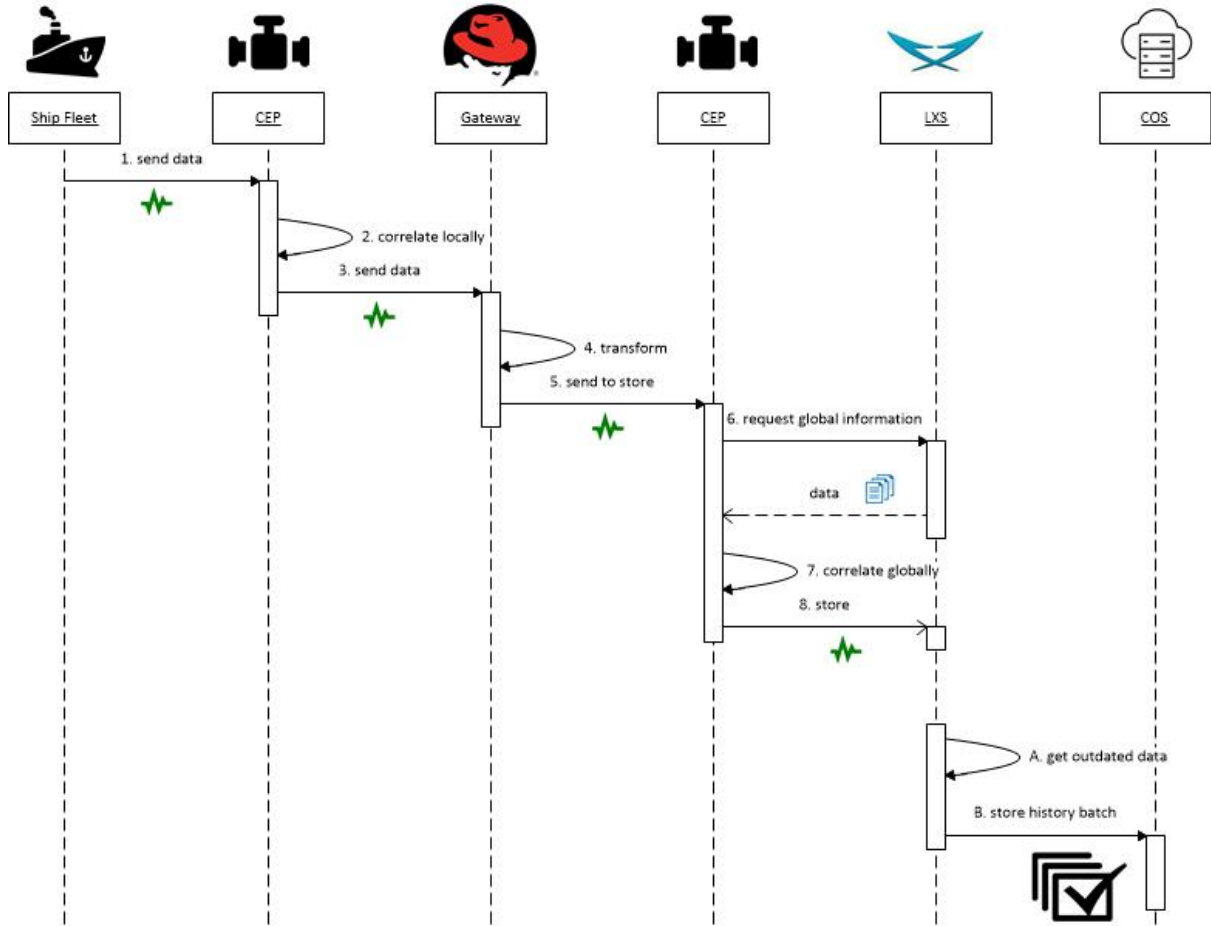 Ship Fleet
CEP
Gateway
CEP
LXS
COS
1. send data
2. correlate locally
3. send data
4. transform
5. send to store
6. request global information
data
7. correlate globally
8. store
A. get outdated data
B. store history batch